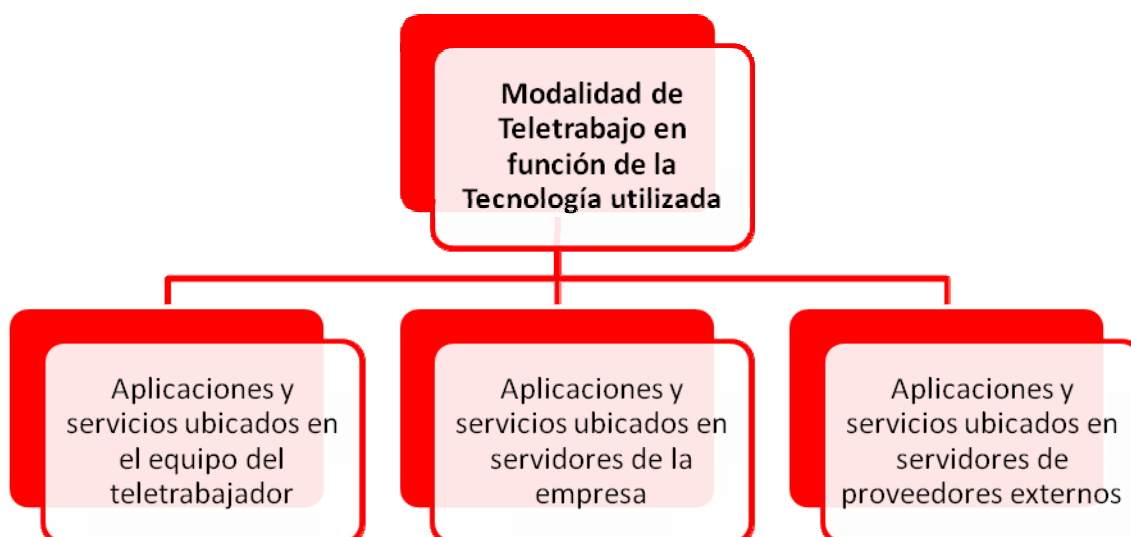 Modalidad de
Teletrabajo en
función de la
Tecnología utilizada
Aplicaciones y
servicios ubicados en
el equipo del
teletrabajador
Aplicaciones y
servicios ubicados en
servidores de la
empresa
Aplicaciones y
servicios ubicados en
servidores de
proveedores externos